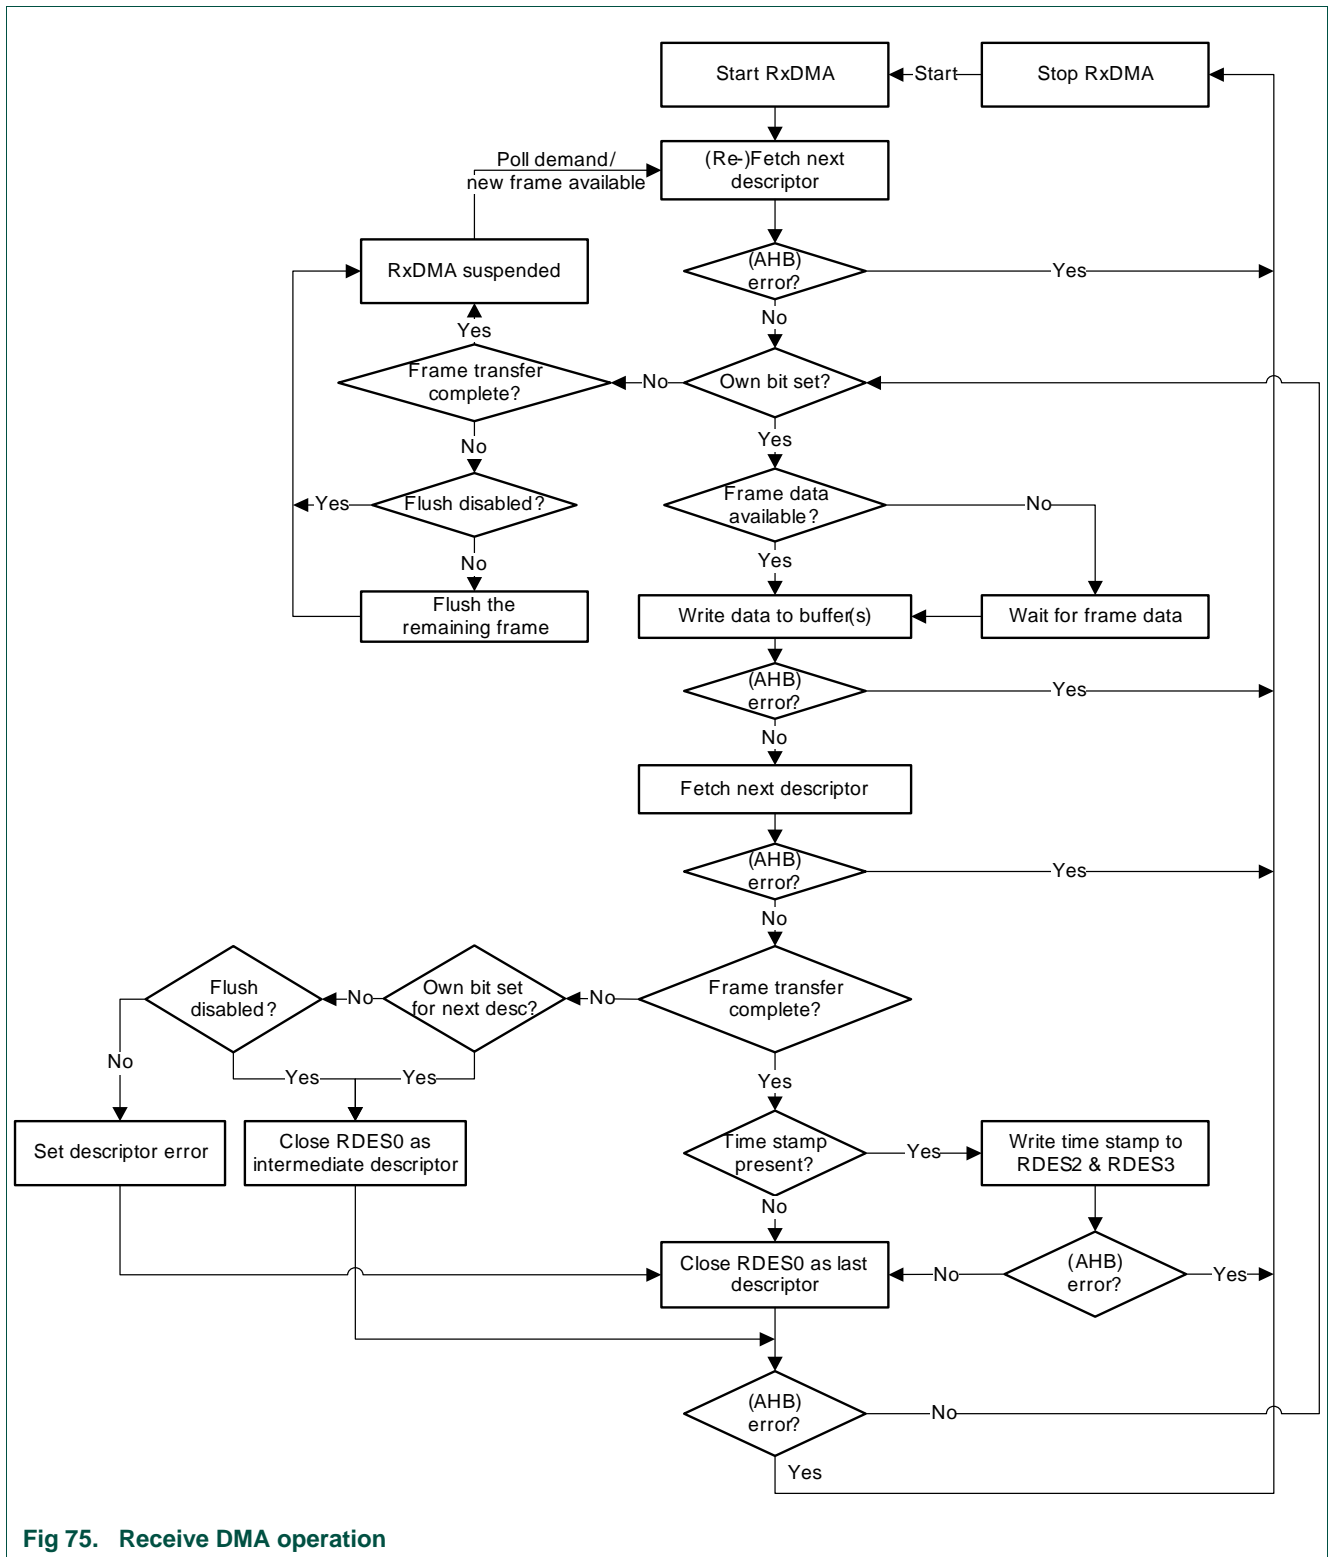 Start RxDMA
Start
Stop RxDMA
Poll demand/
new frame available
(Re-)Fetch next
descriptor
RxDMA suspended
(AHB)
error?
Yes
No
Yes
Frame transfer
complete?
No
Own bit set?
No
Yes
Yes
Flush disabled?
Frame data
available?
No
No
Yes
Flush the
remaining frame
Write data to buffer(s)
Wait for frame data
(AHB)
error?
Yes
No
Fetch next descriptor
(AHB)
error?
Yes
No
Flush
disabled?
No
Own bit set
for next desc?
No
Frame transfer
complete?
No
Yes
Yes
Yes
Set descriptor error
Close RDES0 as
intermediate descriptor
Time stamp
present?
Yes
Write time stamp to
RDES2 & RDES3
No
Close RDES0 as last
descriptor
No
(AHB)
error?
Yes
(AHB)
error?
No
Yes
Fig 75. Receive DMA operation